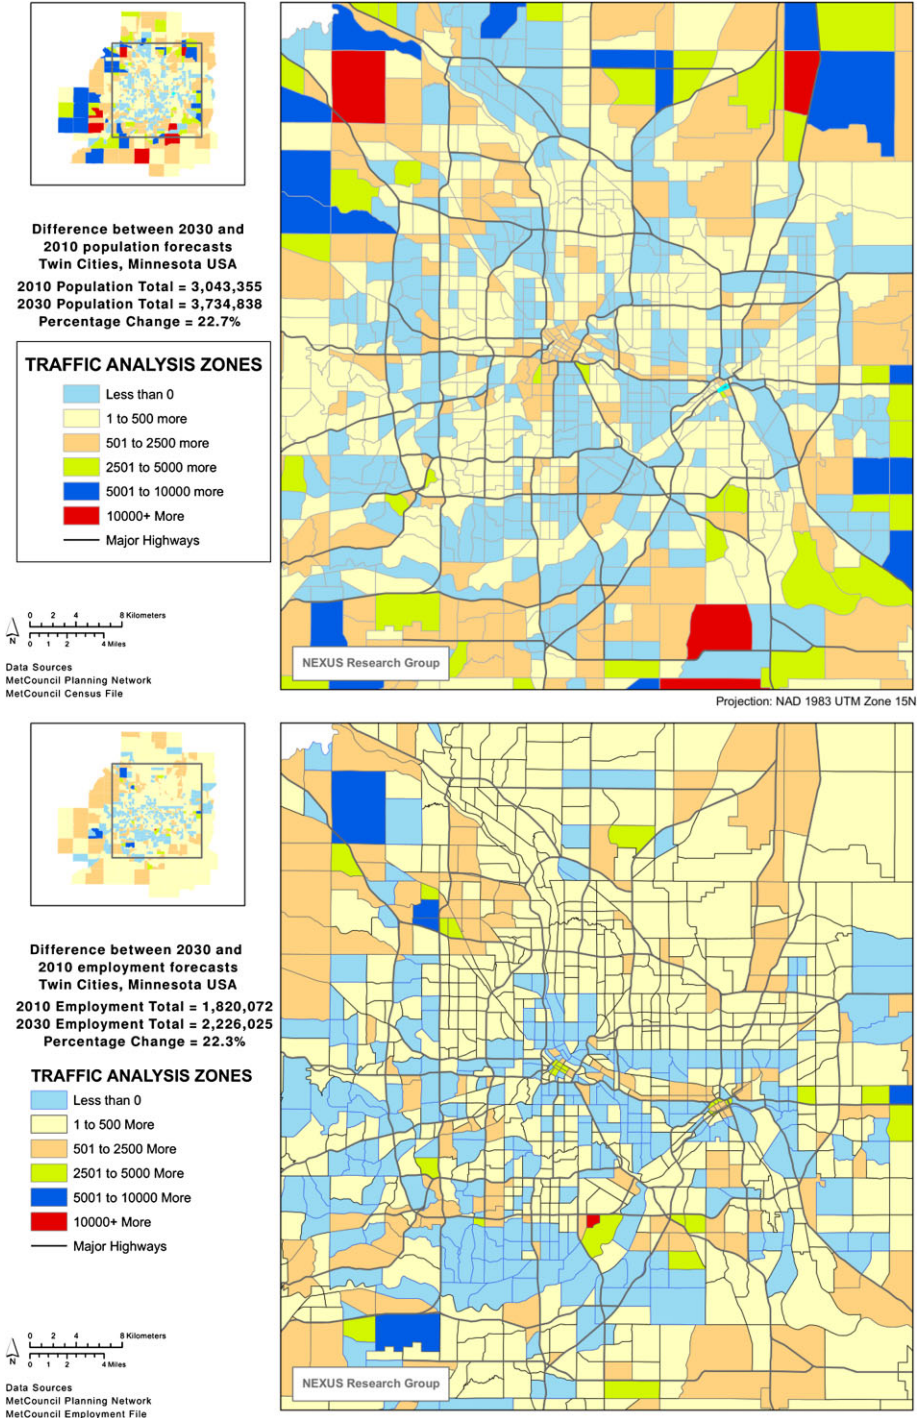 Difference between 2030 and
2010 population forecasts
Twin Cities, Minnesota USA
2010 Population Total = 3,043,355
2030 Population Total = 3,734,838
Percentage Change = 22.7%
TRAFFIC ANALYSIS ZONES
Less than 0
1 to 500 more
501 to 2500 more
2501 to 5000 more
5001 to 10000 more
10000+ More
Major Highways
0 2 4 8 Kilometers
N
0 1 2 4 Miles
Data Sources
MetCouncil Planning Network
MetCouncil Census File
NEXUS Research Group
Projection: NAD 1983 UTM Zone 15N
Difference between 2030 and
2010 employment forecasts
Twin Cities, Minnesota USA
2010 Employment Total = 1,820,072
2030 Employment Total = 2,226,025
Percentage Change = 22.3%
TRAFFIC ANALYSIS ZONES
Less than 0
1 to 500 More
501 to 2500 More
2501 to 5000 More
5001 to 10000 More
10000+ More
Major Highways
0 2 4 8 Kilometers
N
0 1 2 4 Miles
Data Sources
MetCouncil Planning Network
MetCouncil Employment File
NEXUS Research Group